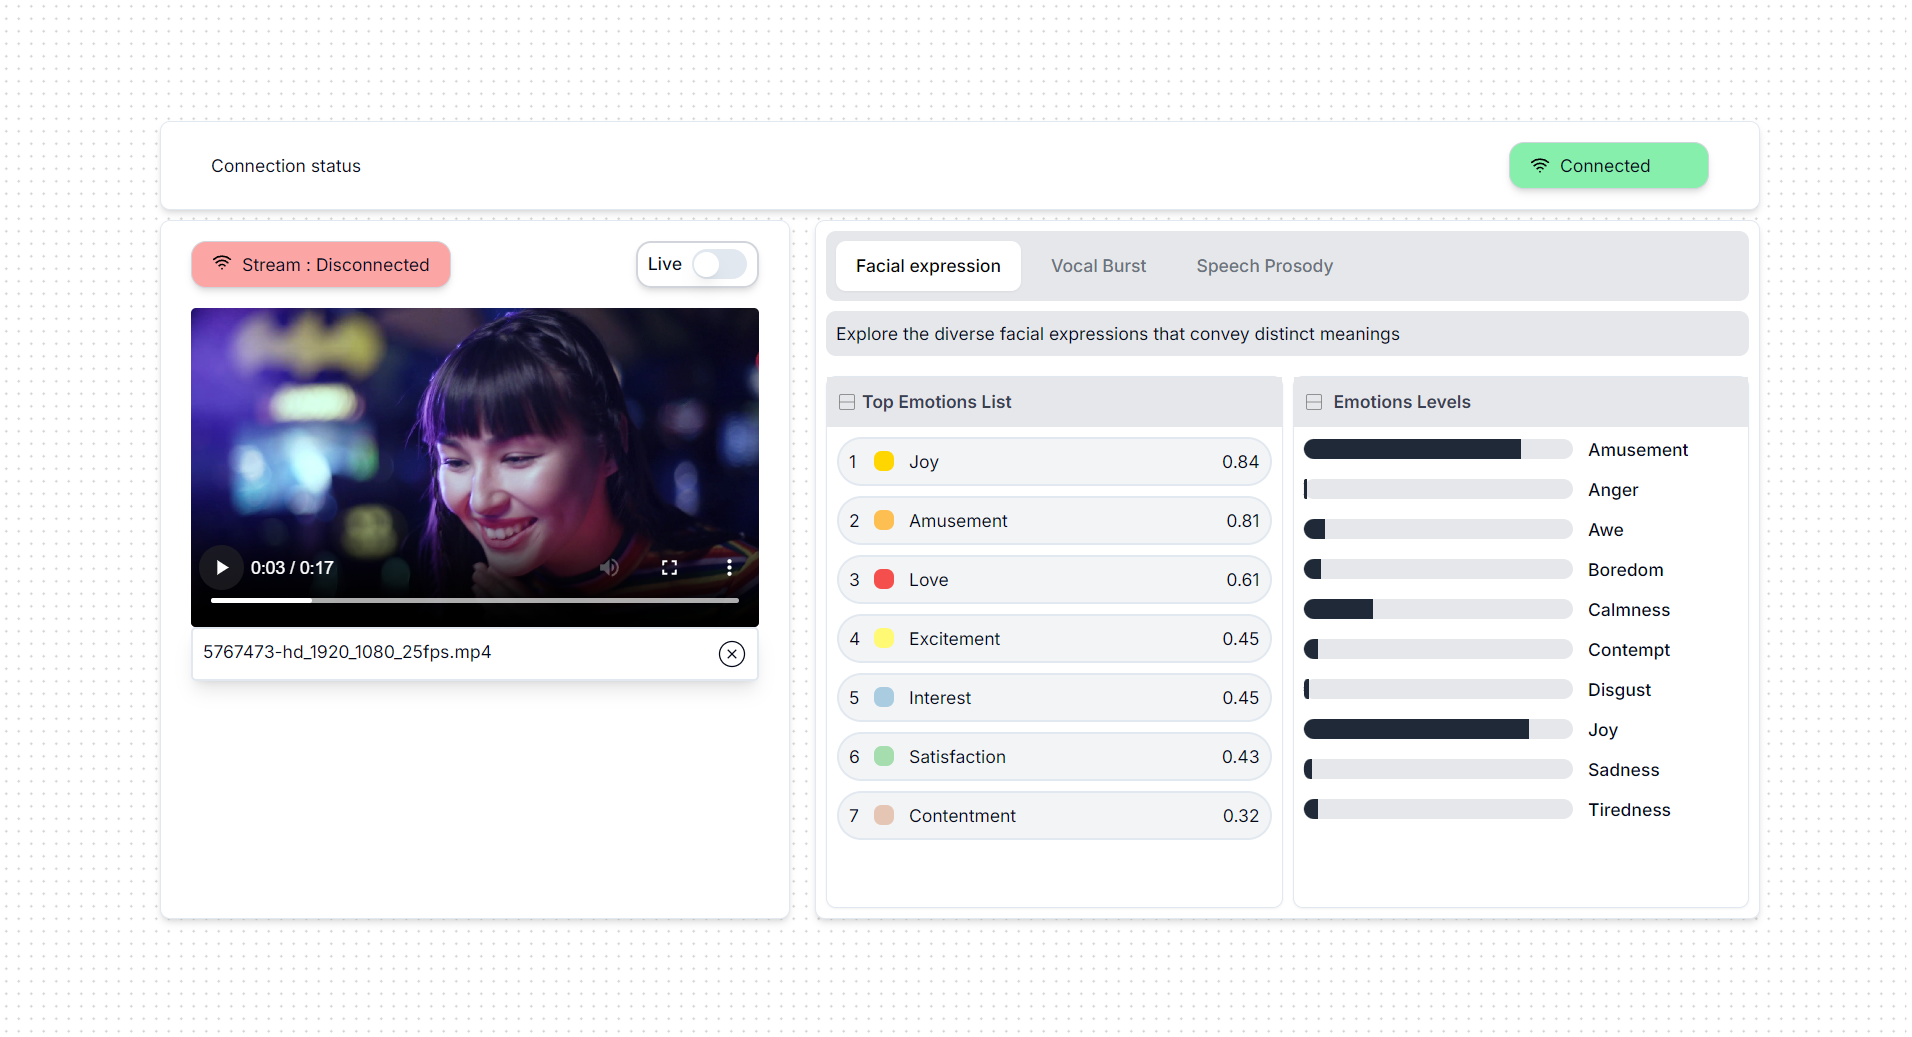 Connection status
Connected
Stream : Disconnected
Live
0:03 / 0:17
5767473-hd_1920_1080_25fps.mp4
Facial expression
Vocal Burst
Speech Prosody
Explore the diverse facial expressions that convey distinct meanings
Top Emotions List
1 Joy 0.84
2 Amusement 0.81
3 Love 0.61
4 Excitement 0.45
5 Interest 0.45
6 Satisfaction 0.43
7 Contentment 0.32
Emotions Levels
Amusement
Anger
Awe
Boredom
Calmness
Contempt
Disgust
Joy
Sadness
Tiredness